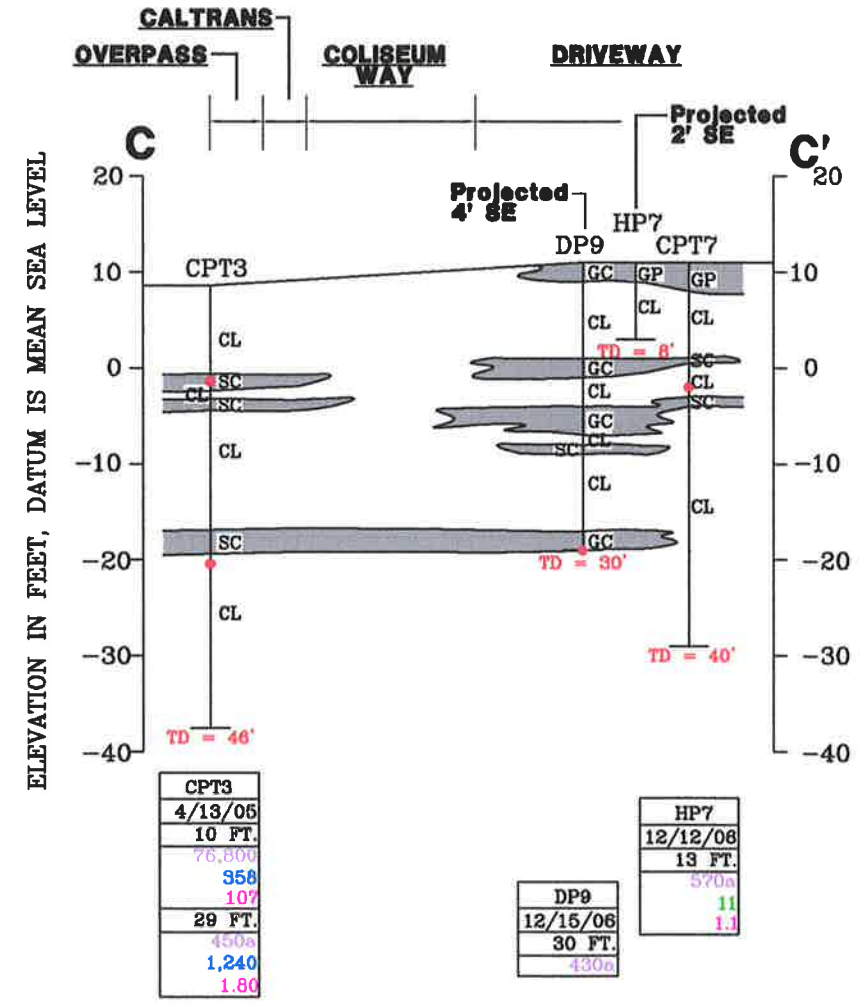 CALTRANS
OVERPASS
COLISEUM
WAY
DRIVEWAY
Projected
2' SE
C
C'
20
20
Projected
4' SE
HP7
DP9
CPT7
CPT3
10
GC
GP
GP
10
CL
CL
CL
CL
TD = 8'
0
SC
0
GC
SC
CL
CL
CL
SC
SC
GC
CL
-10
CL
SC
-10
CL
CL
SC
GC
-20
TD = 30'
-20
CL
-30
TD = 40'
-30
TD = 46'
-40
-40
ELEVATION IN FEET, DATUM IS MEAN SEA LEVEL
CPT3
4/13/05
10 FT.
76,800
358
107
29 FT.
450a
1,240
1.80
DP9
12/15/06
30 FT.
430a
HP7
12/12/06
13 FT.
570a
11
1.1